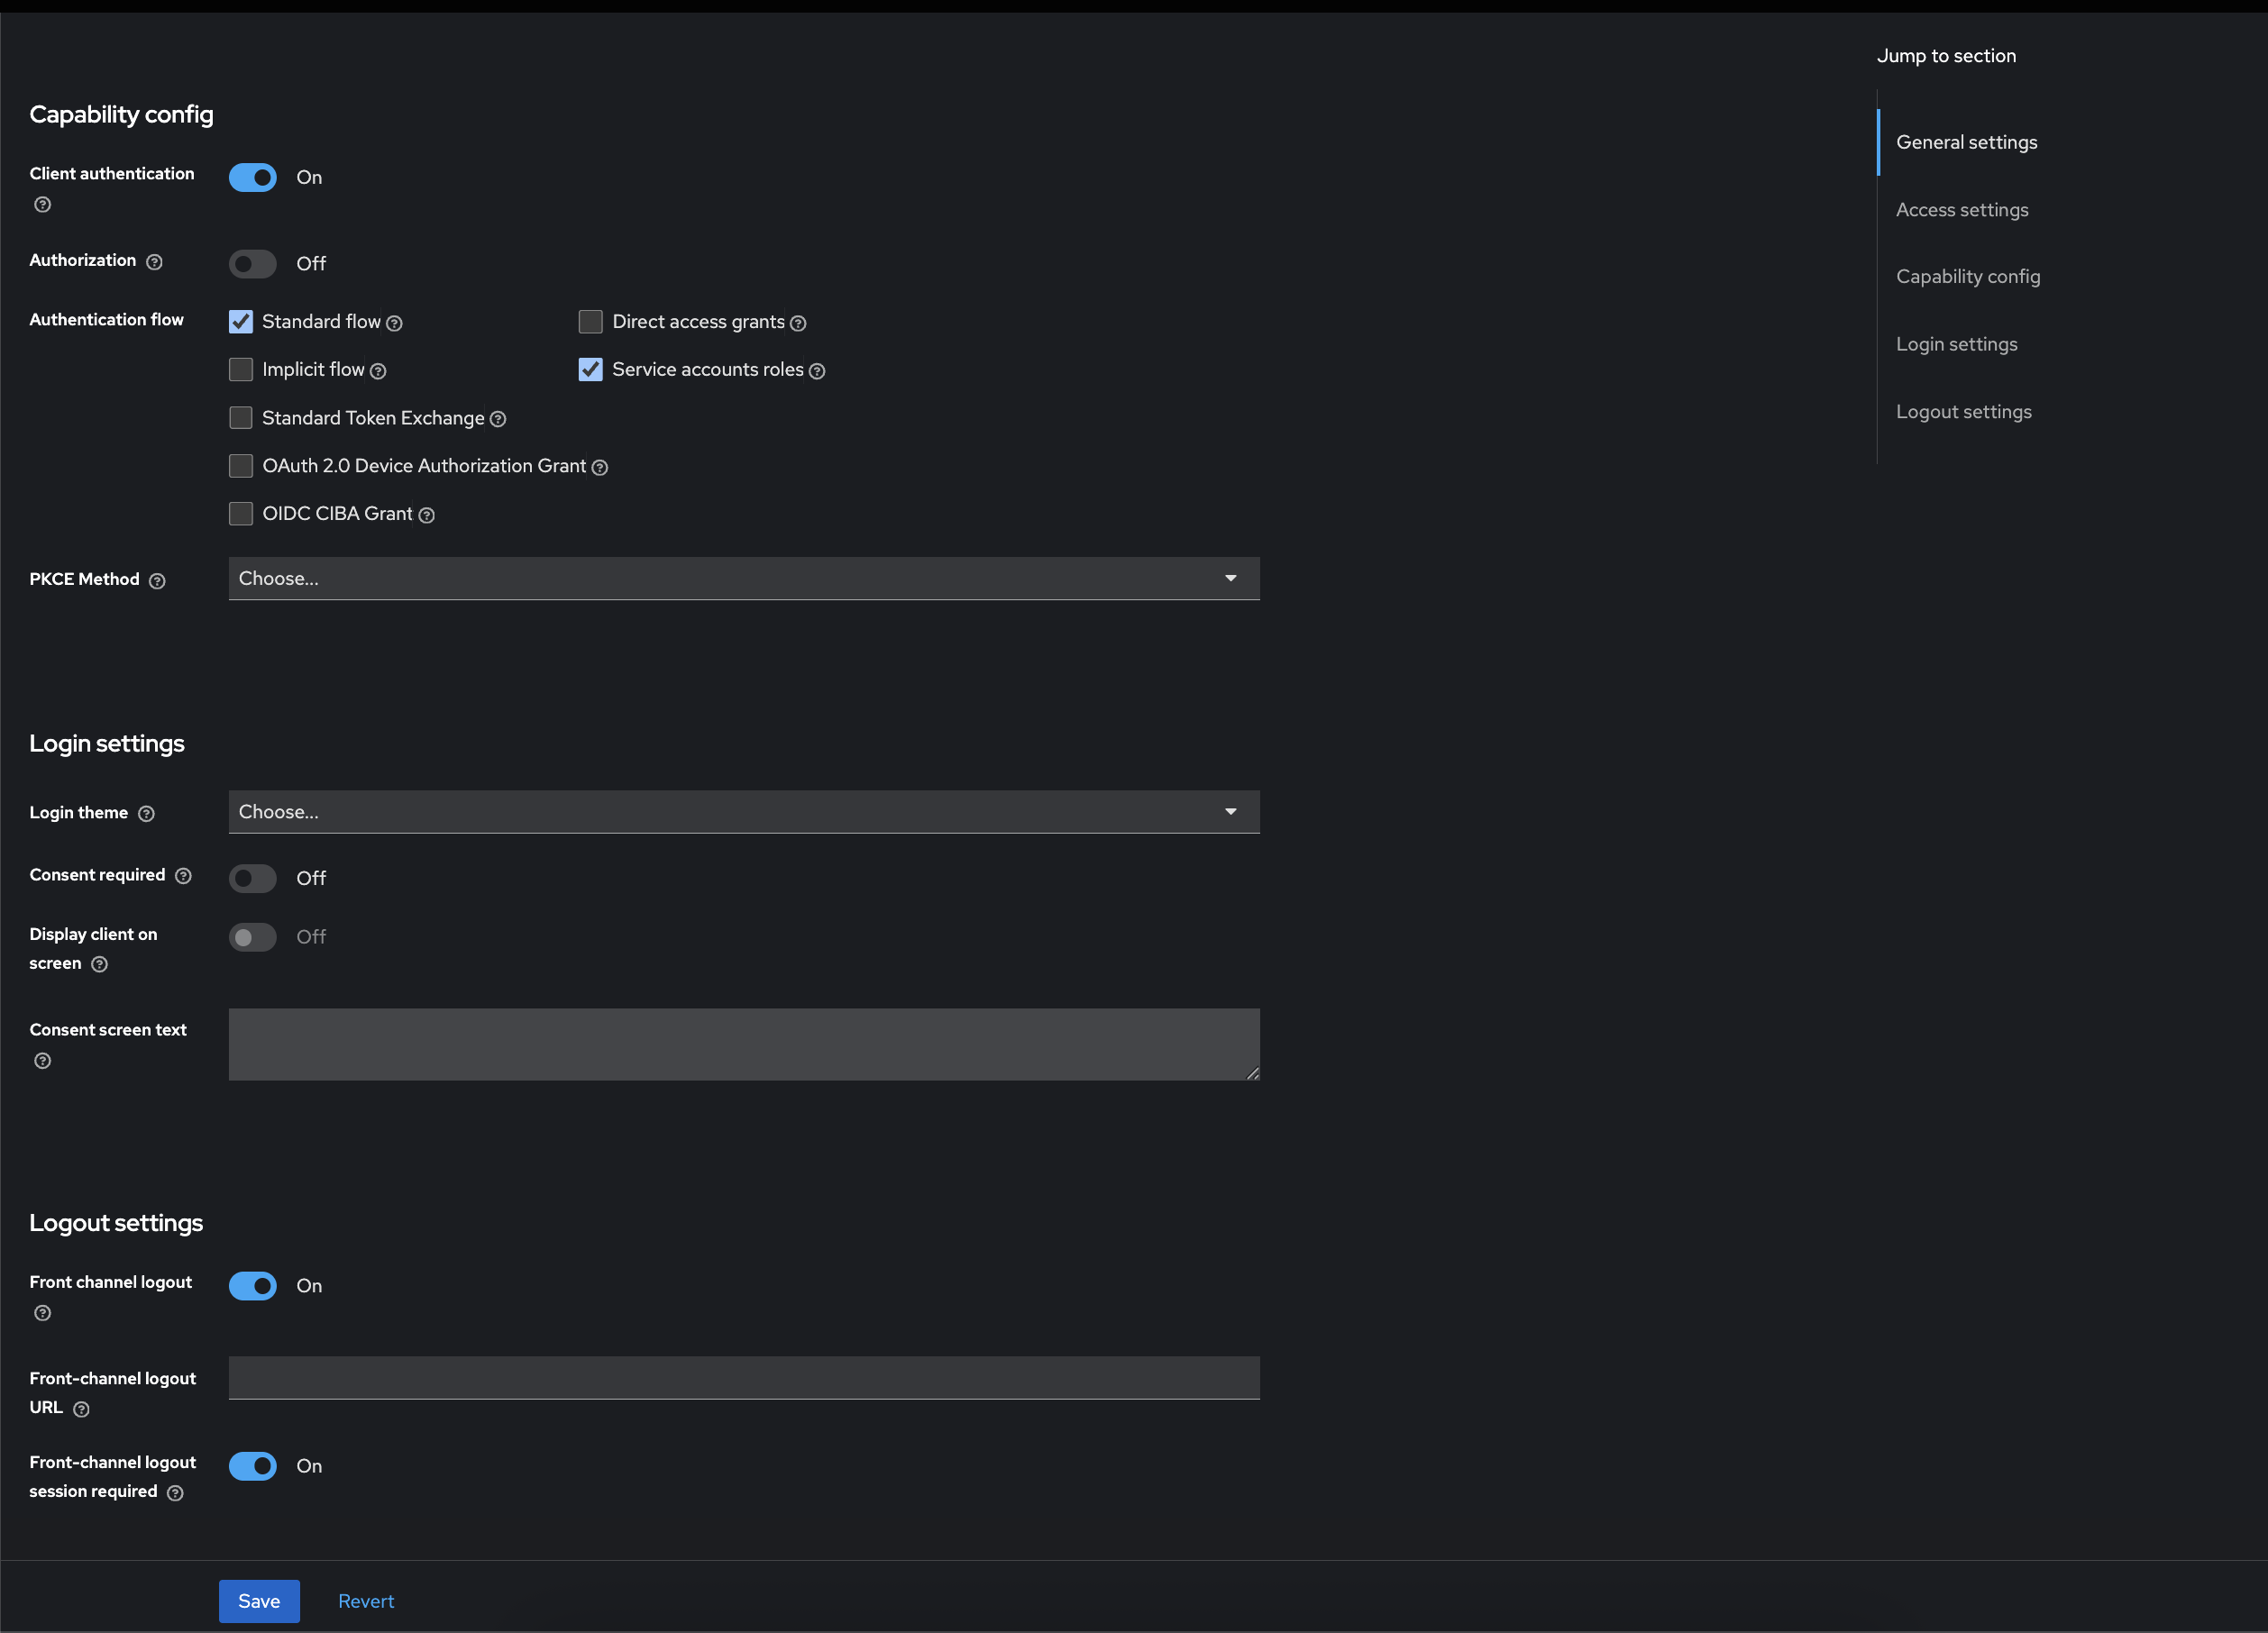 Jump to section
General settings
Access settings
Capability config
Login settings
Logout settings
Capability config
Client authentication
On
Authorization
Off
Authentication flow
Standard flow
Direct access grants
Implicit flow
Service accounts roles
Standard Token Exchange
OAuth 2.0 Device Authorization Grant
OIDC CIBA Grant
PKCE Method
Choose...
Login settings
Login theme
Choose...
Consent required
Off
Display client on
screen
Off
Consent screen text
Logout settings
Front channel logout
On
Front-channel logout
URL
Front-channel logout
session required
On
Save
Revert